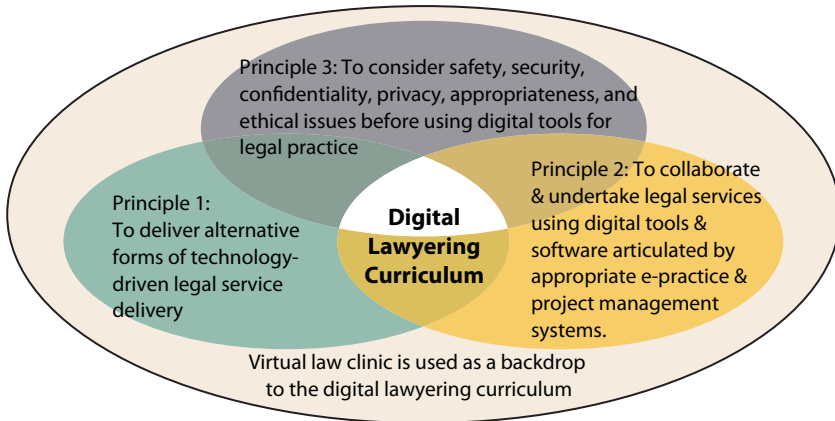 Principle 3: To consider safety, security,
confidentiality, privacy, appropriateness, and
ethical issues before using digital tools for
legal practice
Principle 1:
To deliver alternative
forms of technology-
driven legal service
delivery
Digital
Lawyering
Curriculum
Principle 2: To collaborate
& undertake legal services
using digital tools &
software articulated by
appropriate e-practice &
project management
systems.
Virtual law clinic is used as a backdrop
to the digital lawyering curriculum